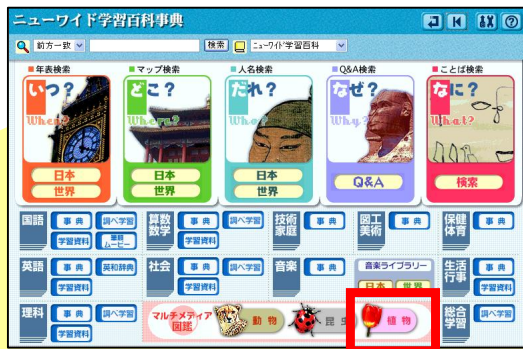 ニューワイド学習百科事典
前方一致 検索 ニューワイド学習百科
■年表検索 ■マップ検索 ■人名検索 ■Q&A検索 ■ことば検索
いつ? どこ? だれ? なぜ? なに?
When? Where? Who? Why? What?
日本 日本 日本 Q&A 検索
世界 世界 世界
国語 事典 調べ学習 学習資料 筆順ムービー
算数数学 事典 調べ学習 学習資料
技術家庭 事典
図工美術 事典
保健体育 事典
英語 事典 英和辞典 学習資料
社会 事典 調べ学習 学習資料
音楽 事典 音楽ライブラリー 日本 世界
生活行事 事典 学習資料
理科 事典 調べ学習 学習資料
マルチメディア図鑑 動物 昆虫 植物
総合学習 調べ学習